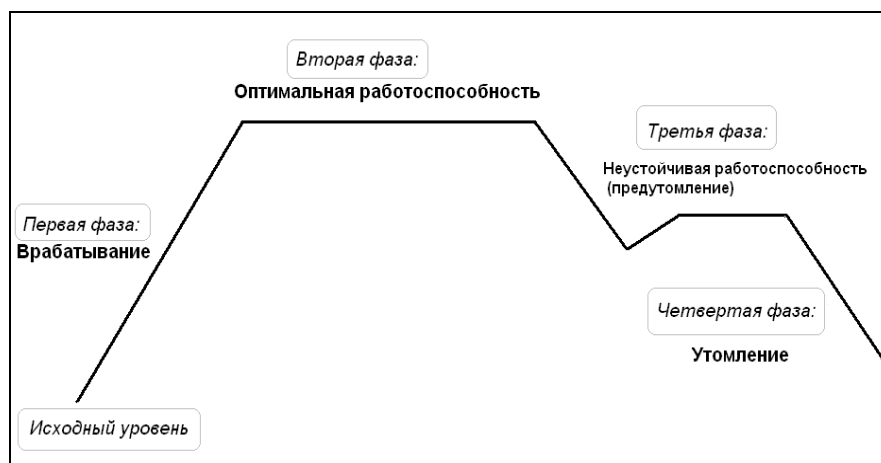 Вторая фаза:
Оптимальная работоспособность
Третья фаза:
Неустойчивая работоспособность
(предутомление)
Первая фаза:
Врабатывание
Четвертая фаза:
Утомление
Исходный уровень